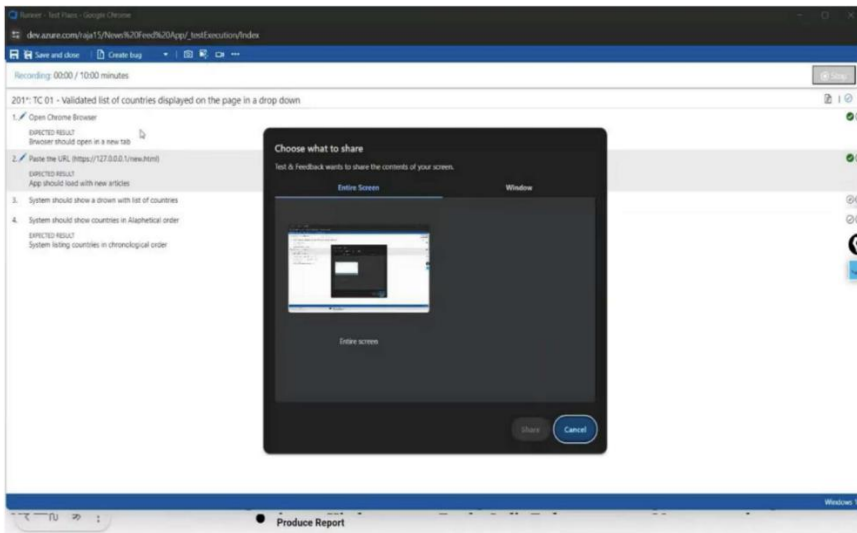 Runner - Test Plans - Google Chrome
dev.azure.com/raja15/News%20Feed%20App/_testExecution/Index
Save and close
Create bug
Recording: 00:00 / 10:00 minutes
Stop
201*: TC 01 - Validated list of countries displayed on the page in a drop down
1. Open Chrome Browser
EXPECTED RESULT
Brwoser should open in a new tab
2. Paste the URL (https://127.0.0.0.1/new.html)
EXPECTED RESULT
App should load with new articles
3. System should show a drown with list of countries
4. System should show countries in Alaphetical order
EXPECTED RESULT
System listing countries in chronological order
Choose what to share
Test & Feedback wants to share the contents of your screen.
Entire Screen
Window
Entire screen
Share
Cancel
Windows 1
Produce Report